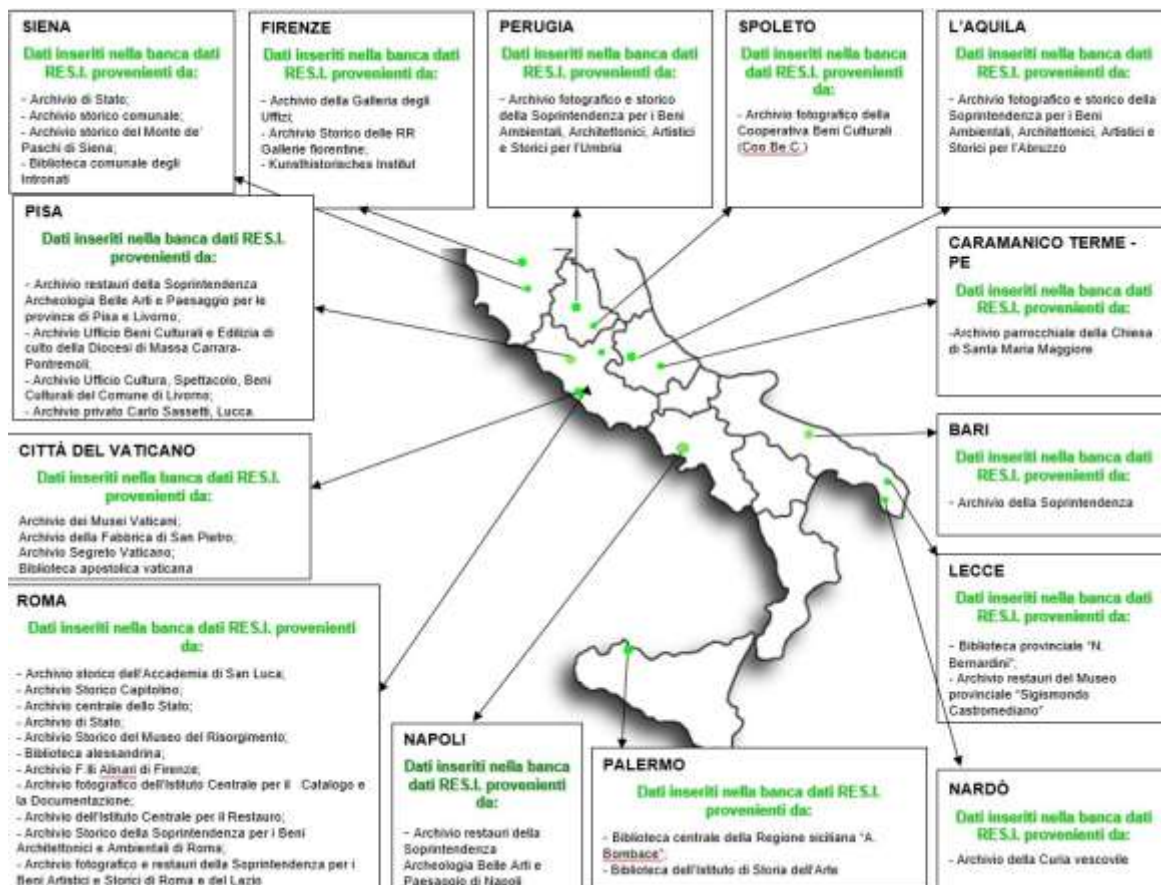 SIENA
Dati inseriti nella banca dati
RES.I. provenienti da:
- Archivio di Stato;
- Archivio storico comunale;
- Archivio storico del Monte de'
Paschi di Siena;
- Biblioteca comunale degli
Intronati
FIRENZE
Dati inseriti nella banca dati
RES.I. provenienti da:
- Archivio della Galleria degli
Uffizi;
- Archivio Storico delle RR
Gallerie fiorentine;
- Kunsthistorisches Institut
PERUGIA
Dati inseriti nella banca dati
RES.I. provenienti da:
- Archivio fotografico e storico
della Soprintendenza per i Beni
Ambientali, Architettonici, Artistici
e Storici per l'Umbria
SPOLETO
Dati inseriti nella banca
dati RES.I. provenienti
da:
- Archivio fotografico della
Cooperativa Beni Culturali
(Coo.Be.C.)
L'AQUILA
Dati inseriti nella banca dati
RES.I. provenienti da:
- Archivio fotografico e storico della
Soprintendenza per i Beni
Ambientali, Architettonici, Artistici e
Storici per l'Abruzzo
PISA
Dati inseriti nella banca dati RES.I.
provenienti da:
- Archivio restauri della Soprintendenza
Archeologia Belle Arti e Paesaggio per le
province di Pisa e Livorno;
- Archivio Ufficio Beni Culturali e Edilizia di
culto della Diocesi di Massa Carrara-
Pontremoli;
- Archivio Ufficio Cultura, Spettacolo, Beni
Culturali del Comune di Livorno;
- Archivio privato Carlo Sassetti, Lucca.
CARAMANICO TERME -
PE
Dati inseriti nella banca dati
RES.I. provenienti da:
-Archivio parrocchiale della Chiesa
di Santa Maria Maggiore
CITTÀ DEL VATICANO
Dati inseriti nella banca dati RES.I.
provenienti da:
Archivio dei Musei Vaticani;
Archivio della Fabbrica di San Pietro;
Archivio Segreto Vaticano;
Biblioteca apostolica vaticana
BARI
Dati inseriti nella banca dati
RES.I. provenienti da:
- Archivio della Soprintendenza
ROMA
Dati inseriti nella banca dati RES.I. provenienti
da:
- Archivio storico dell'Accademia di San Luca;
- Archivio Storico Capitolino;
- Archivio centrale dello Stato;
- Archivio di Stato;
- Archivio Storico del Museo del Risorgimento;
- Biblioteca alessandrina;
- Archivio F.lli Alinari di Firenze;
- Archivio fotografico dell'Istituto Centrale per il Catalogo e
la Documentazione;
- Archivio dell'Istituto Centrale per il Restauro;
- Archivio Storico della Soprintendenza per i Beni
Architettonici e Ambientali di Roma;
- Archivio fotografico e restauri della Soprintendenza per i
Beni Artistici e Storici di Roma e del Lazio
LECCE
Dati inseriti nella banca dati
RES.I. provenienti da:
- Biblioteca provinciale "N.
Bernardini";
- Archivio restauri del Museo
provinciale "Sigismondo
Castromediano"
NAPOLI
Dati inseriti nella banca
dati RES.I. provenienti
da:
- Archivio restauri della
Soprintendenza
Archeologia Belle Arti e
Paesaggio di Napoli
PALERMO
Dati inseriti nella banca dati RES.I.
provenienti da:
- Biblioteca centrale della Regione siciliana "A.
Bombace";
- Biblioteca dell'Istituto di Storia dell'Arte
NARDÒ
Dati inseriti nella banca dati
RES.I. provenienti da:
- Archivio della Curia vescovile